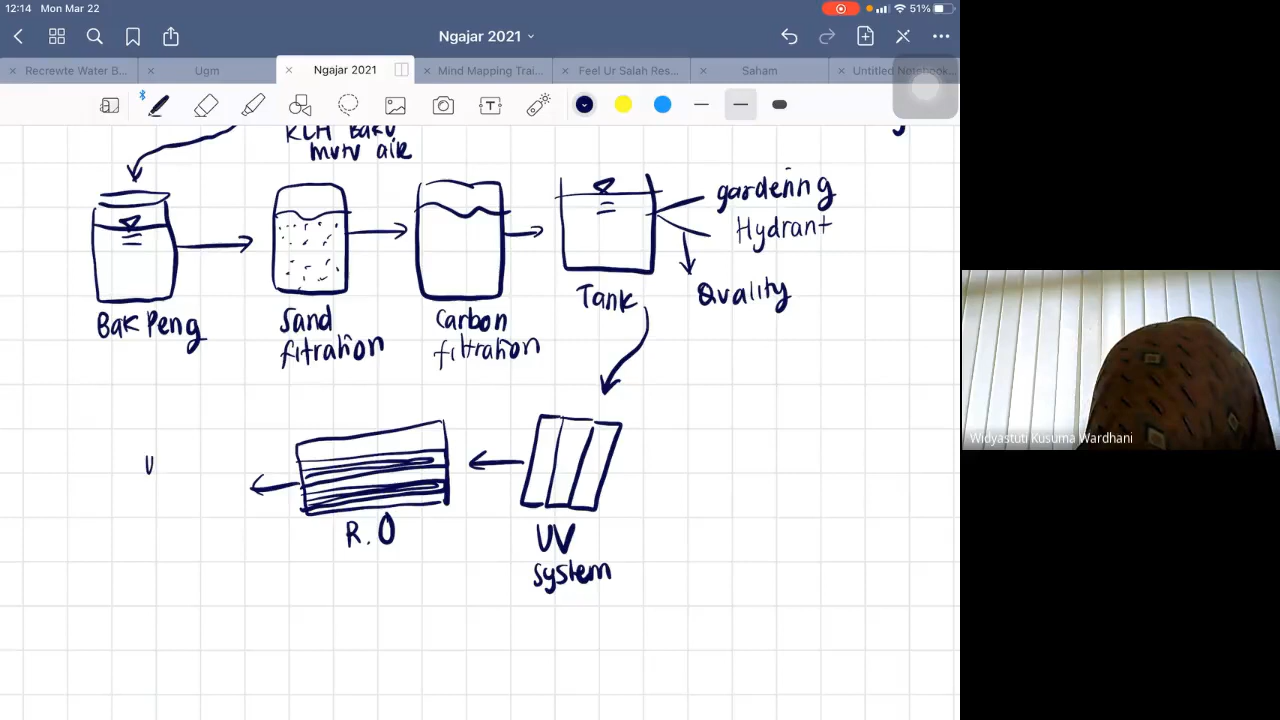 12:14 Mon Mar 22
51%
Ngajar 2021
Recrewte Water B...
Ugm
Ngajar 2021
Mind Mapping Trai...
Feel Ur Salah Res...
Saham
Untitled Notebook...
KLH Baku
mutu air
gardening
Hydrant
Quality
Bak Peng
Sand
fitration
Carbon
filtration
Tank
R.O
UV
system
Widyastuti Kusuma Wardhani